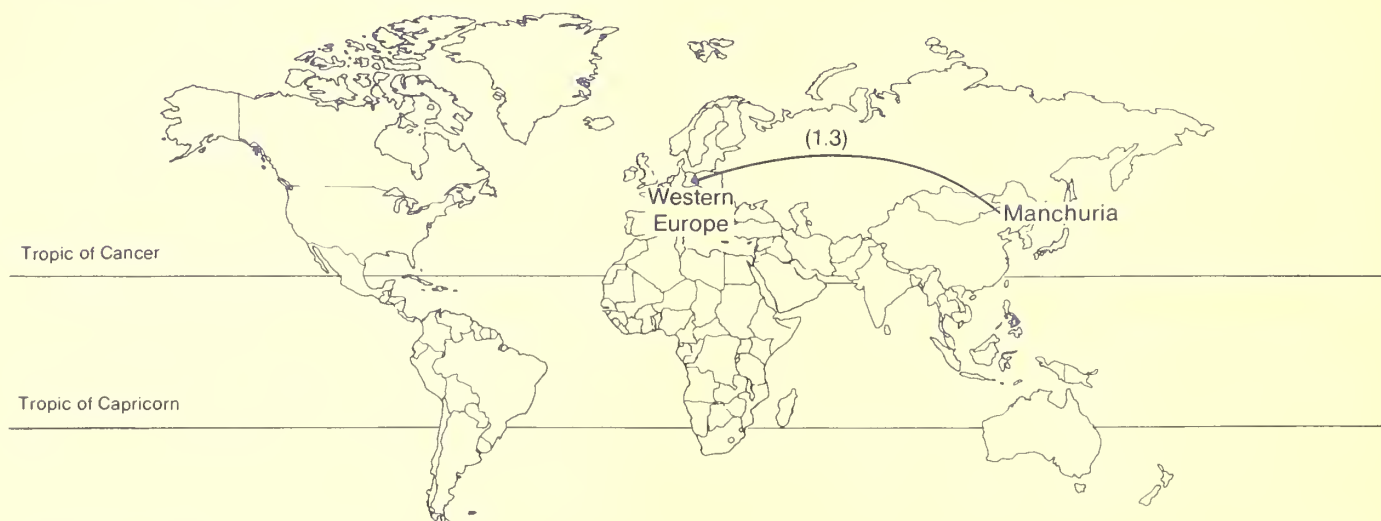 (1.3)
Western
Europe
Manchuria
Tropic of Cancer
Tropic of Capricorn